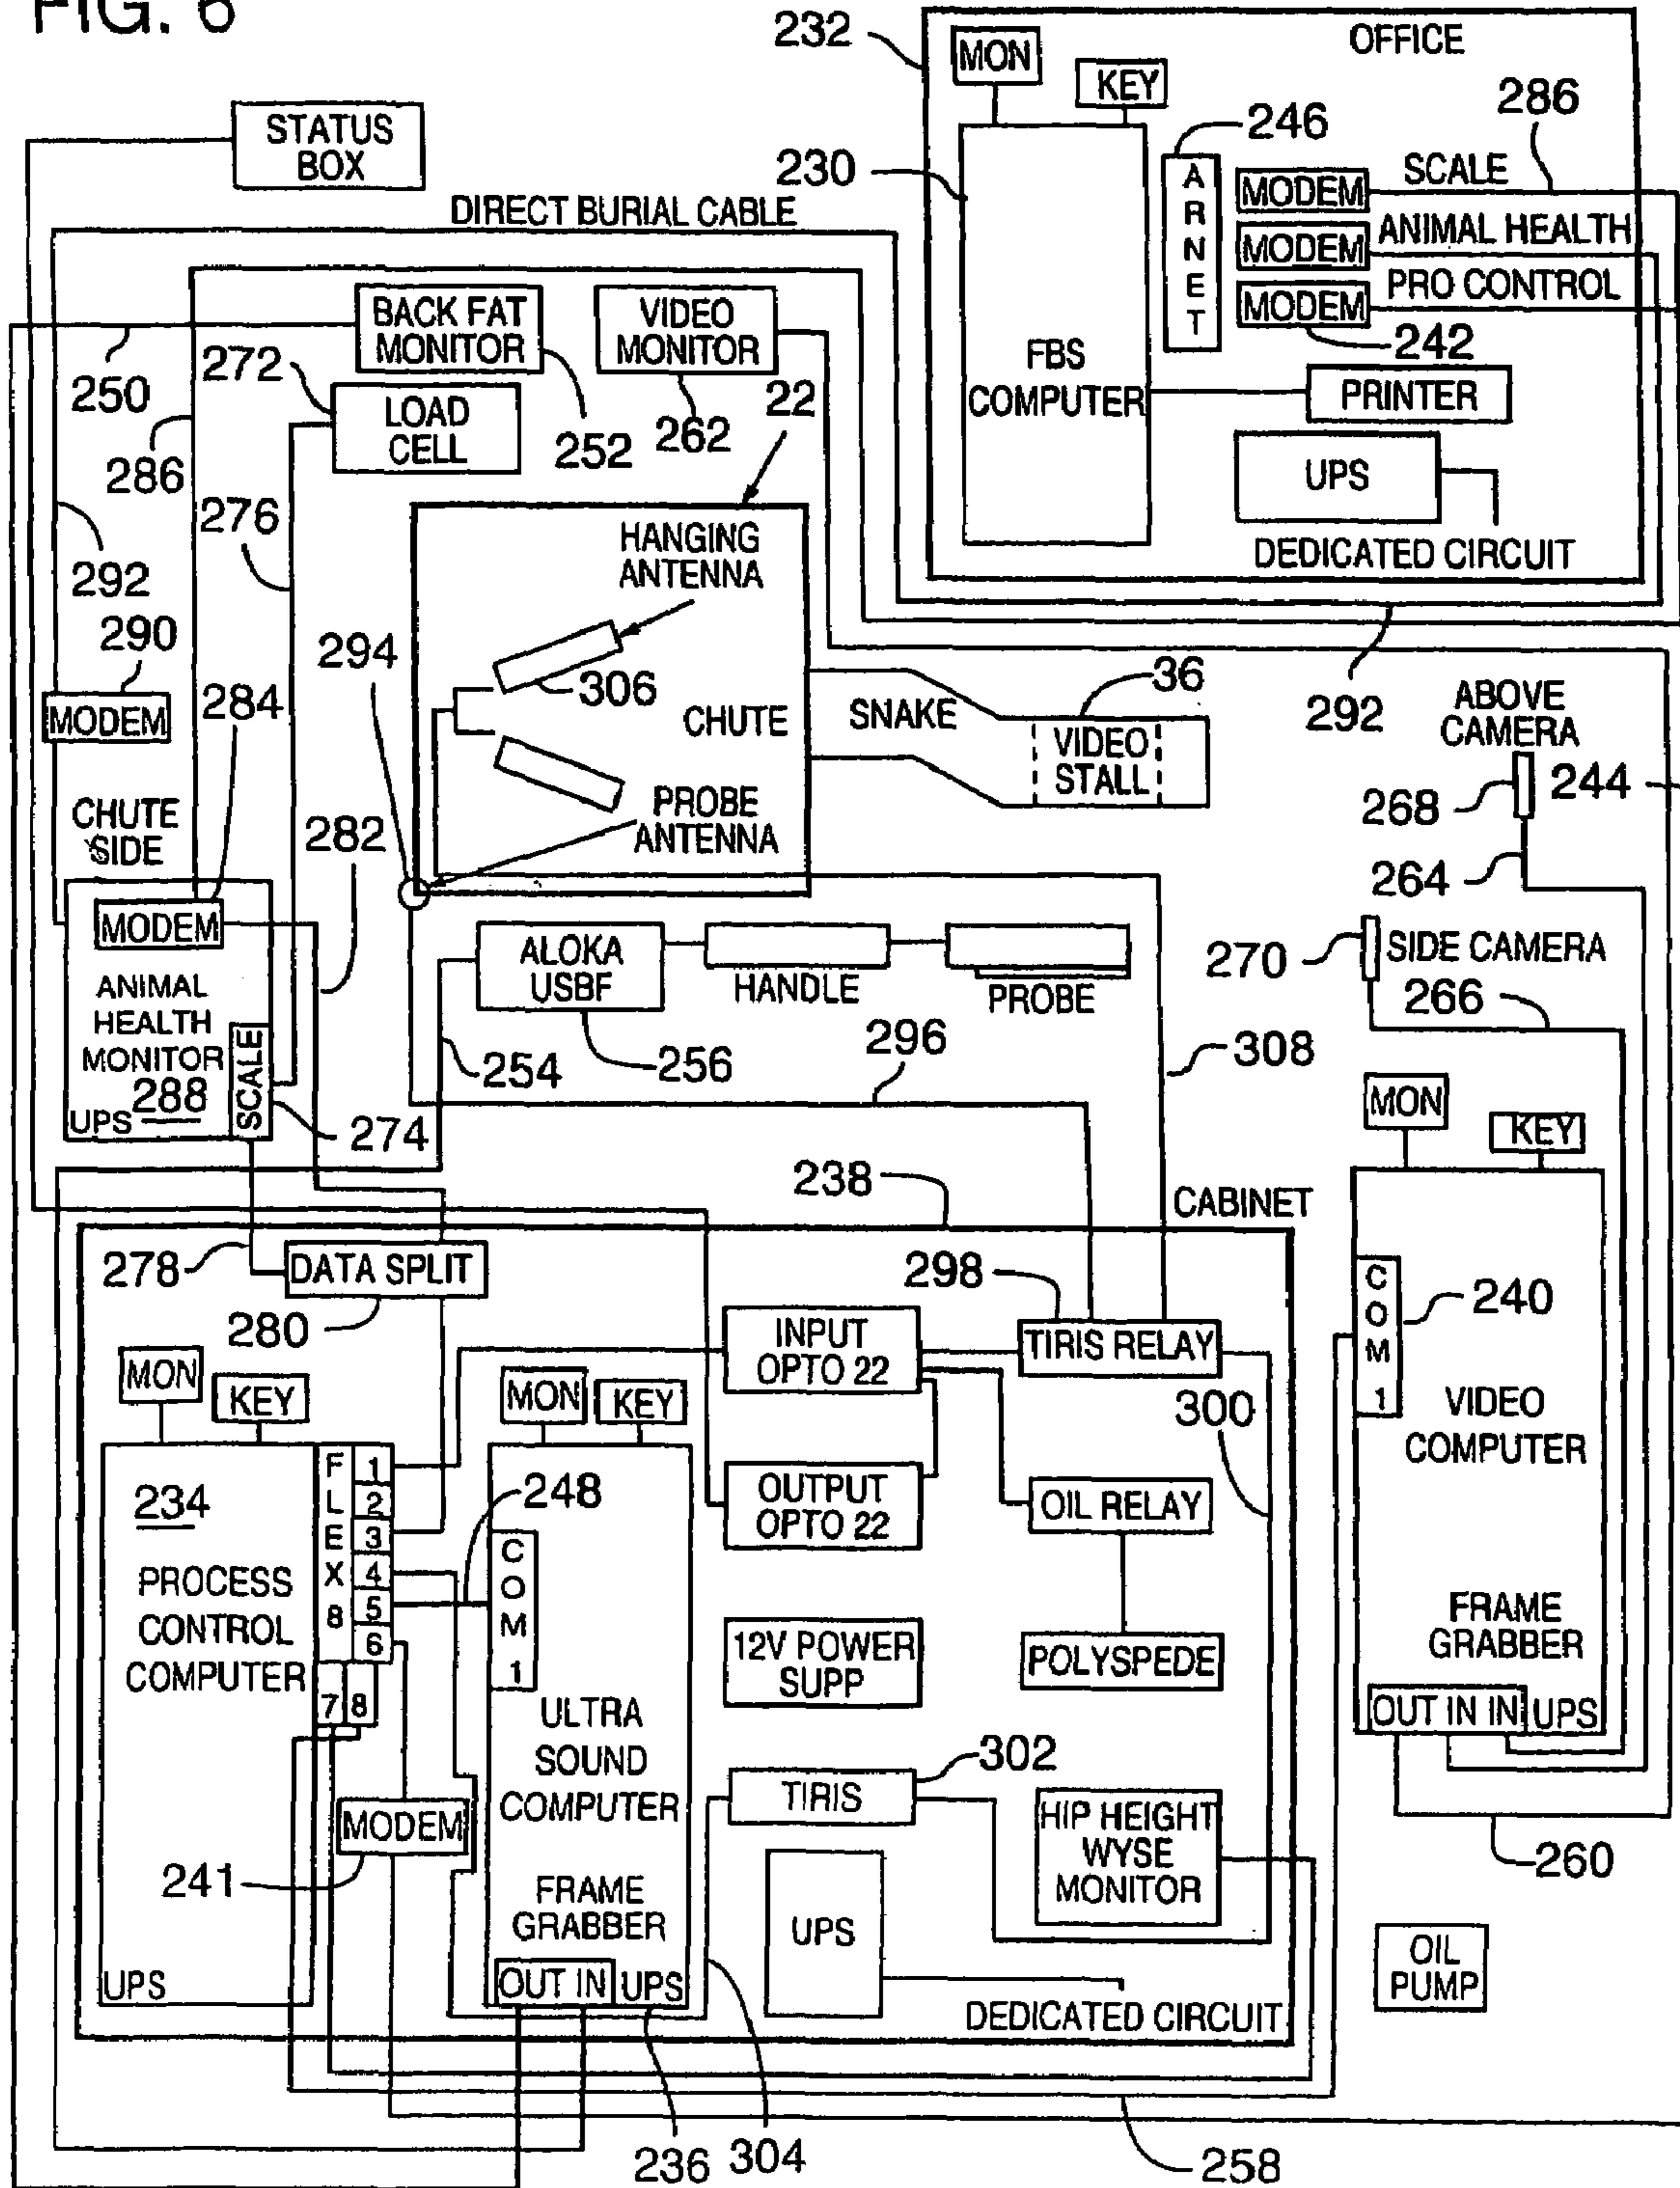 FIG. 6
232
MON
KEY
OFFICE
STATUS
BOX
246
286
230
ARNET
MODEM
SCALE
DIRECT BURIAL CABLE
MODEM
ANIMAL HEALTH
MODEM
PRO CONTROL
242
BACK FAT
MONITOR
VIDEO
MONITOR
FBS
COMPUTER
PRINTER
250
272
LOAD
CELL
252
262
22
286
UPS
276
HANGING
ANTENNA
DEDICATED CIRCUIT
292
290
294
306
36
292
ABOVE
CAMERA
MODEM
284
CHUTE
SNAKE
VIDEO
STALL
268
244
CHUTE
SIDE
282
PROBE
ANTENNA
264
MODEM
ALOKA
USBF
HANDLE
PROBE
270
SIDE CAMERA
266
ANIMAL
HEALTH
MONITOR
288
UPS
SCALE
254
256
296
308
274
MON
KEY
238
CABINET
278
DATA SPLIT
280
298
COM 1
240
INPUT
OPTO 22
TIRIS RELAY
MON
KEY
MON
KEY
300
VIDEO
COMPUTER
234
FLEX 8
1
2
3
4
5
6
7
8
248
OUTPUT
OPTO 22
OIL RELAY
PROCESS
CONTROL
COMPUTER
COM 1
12V POWER
SUPP
POLYSPEDE
FRAME
GRABBER
OUT IN IN
UPS
ULTRA
SOUND
COMPUTER
302
TIRIS
MODEM
HIP HEIGHT
WYSE
MONITOR
241
260
FRAME
GRABBER
UPS
OIL
PUMP
UPS
OUT IN
UPS
DEDICATED CIRCUIT
236
304
258